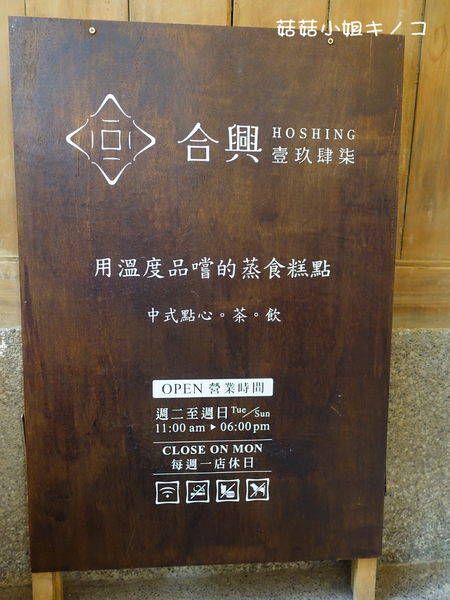 菇菇小姐キノコ
合興 HOSHING
壹玖肆柒
用溫度品嚐的蒸食糕點
中式點心。茶。飲
OPEN 營業時間
週二至週日 Tue/Sun
11:00 am ▶ 06:00 pm
CLOSE ON MON
每週一店休日